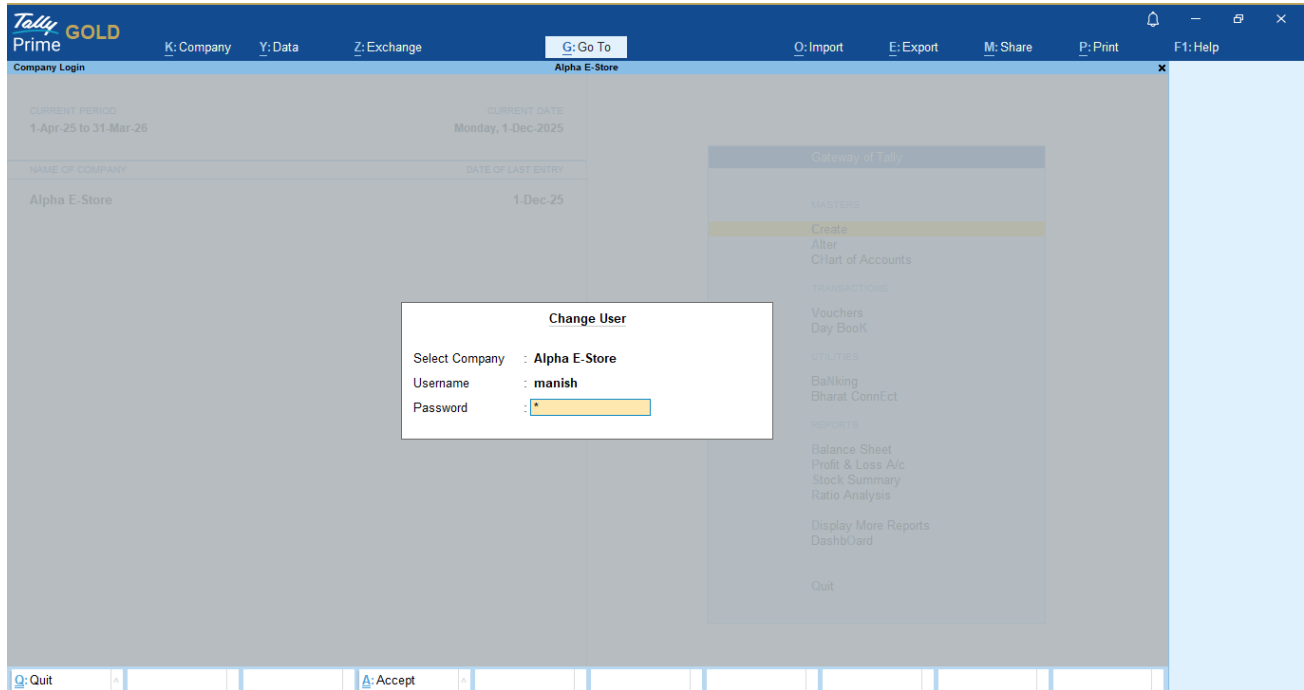 Tally GOLD
Prime
K: Company Y: Data Z: Exchange G: Go To O: Import E: Export M: Share P: Print F1: Help
Company Login Alpha E-Store
CURRENT PERIOD CURRENT DATE
1-Apr-25 to 31-Mar-26 Monday, 1-Dec-2025
NAME OF COMPANY DATE OF LAST ENTRY
Alpha E-Store 1-Dec-25
Gateway of Tally
MASTERS
Create
Alter
CHart of Accounts
TRANSACTIONS
Vouchers
Day BooK
UTILITIES
BaNking
Bharat ConnEct
REPORTS
Balance Sheet
Profit & Loss A/c
Stock Summary
Ratio Analysis
Display More Reports
DashbOard
Quit
Change User
Select Company : Alpha E-Store
Username : manish
Password : *
Q: Quit A: Accept